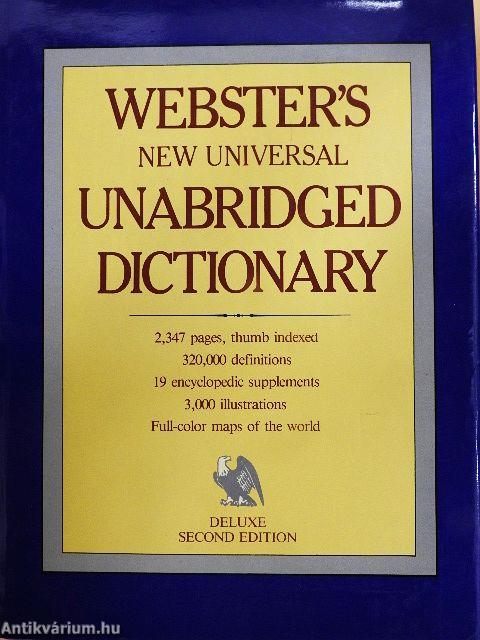 WEBSTER'S
NEW UNIVERSAL
UNABRIDGED
DICTIONARY
2,347 pages, thumb indexed
320,000 definitions
19 encyclopedic supplements
3,000 illustrations
Full-color maps of the world
DELUXE
SECOND EDITION
Antikvárium.hu